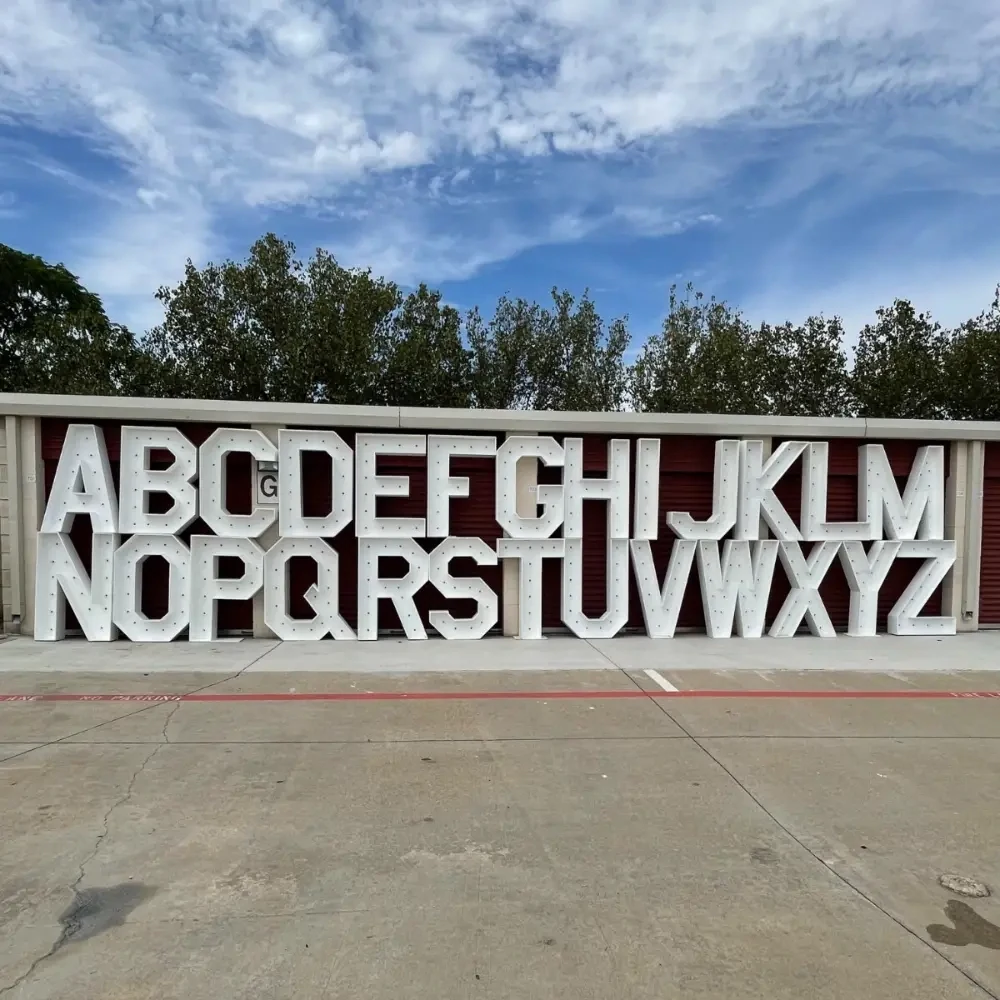 ABCDEFGHIJKLM
G
NOPQRSTUVWXYZ
NO PARKING